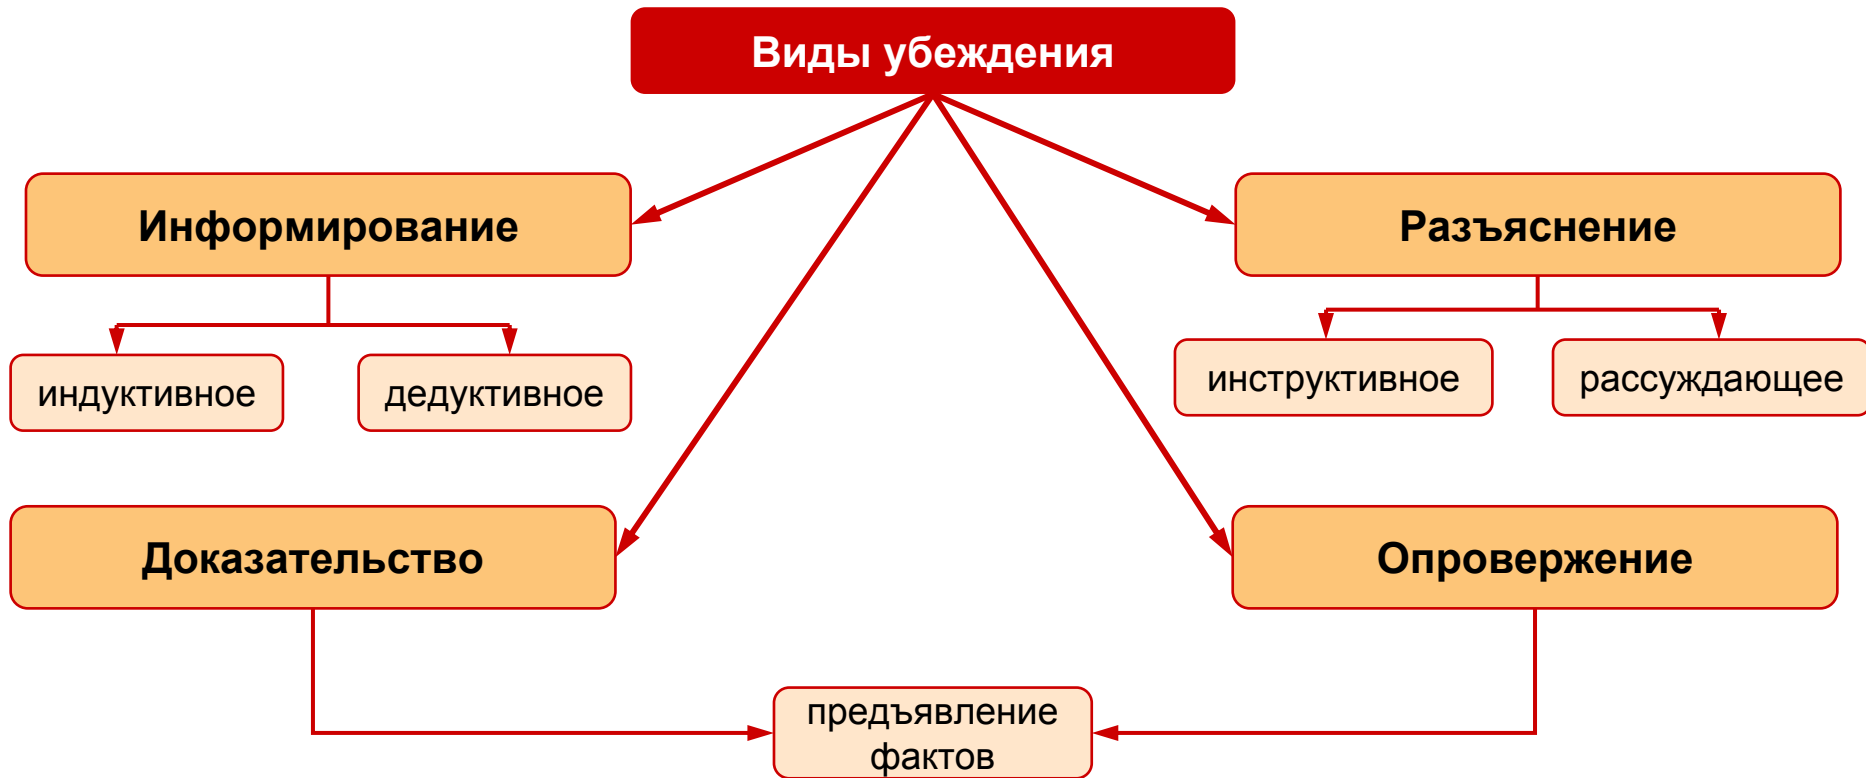 Виды убеждения
Информирование
Разъяснение
индуктивное
дедуктивное
инструктивное
рассуждающее
Доказательство
Опровержение
предъявление
фактов